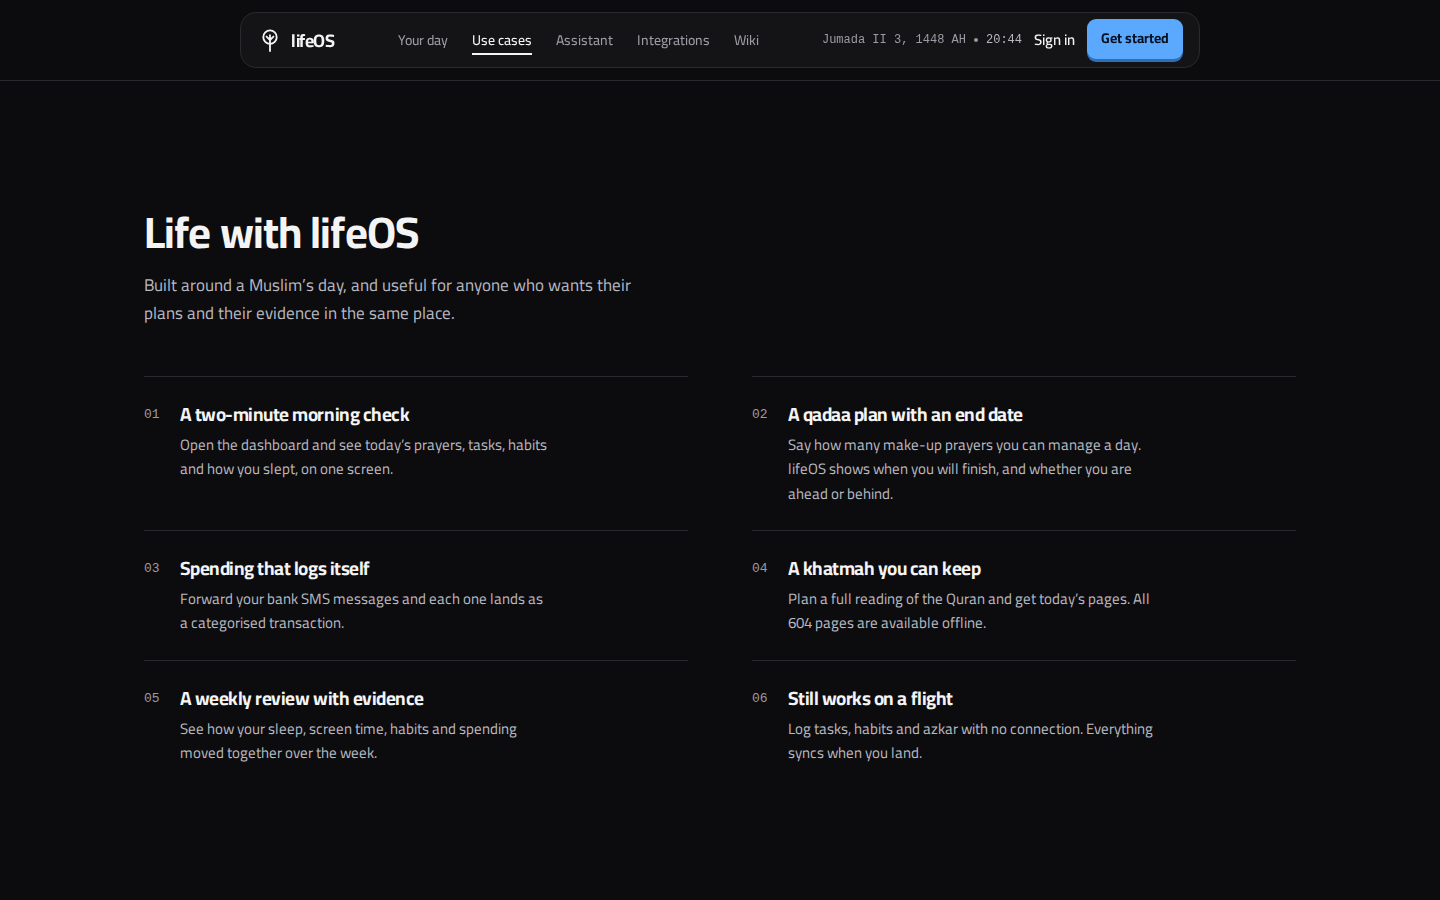 lifeOS
Your day
Use cases
Assistant
Integrations
Wiki
Jumada II 3, 1448 AH • 20:44
Sign in
Get started
Life with lifeOS
Built around a Muslim’s day, and useful for anyone who wants their
plans and their evidence in the same place.
01
A two-minute morning check
Open the dashboard and see today’s prayers, tasks, habits
and how you slept, on one screen.
02
A qadaa plan with an end date
Say how many make-up prayers you can manage a day.
lifeOS shows when you will finish, and whether you are
ahead or behind.
03
Spending that logs itself
Forward your bank SMS messages and each one lands as
a categorised transaction.
04
A khatmah you can keep
Plan a full reading of the Quran and get today’s pages. All
604 pages are available offline.
05
A weekly review with evidence
See how your sleep, screen time, habits and spending
moved together over the week.
06
Still works on a flight
Log tasks, habits and azkar with no connection. Everything
syncs when you land.